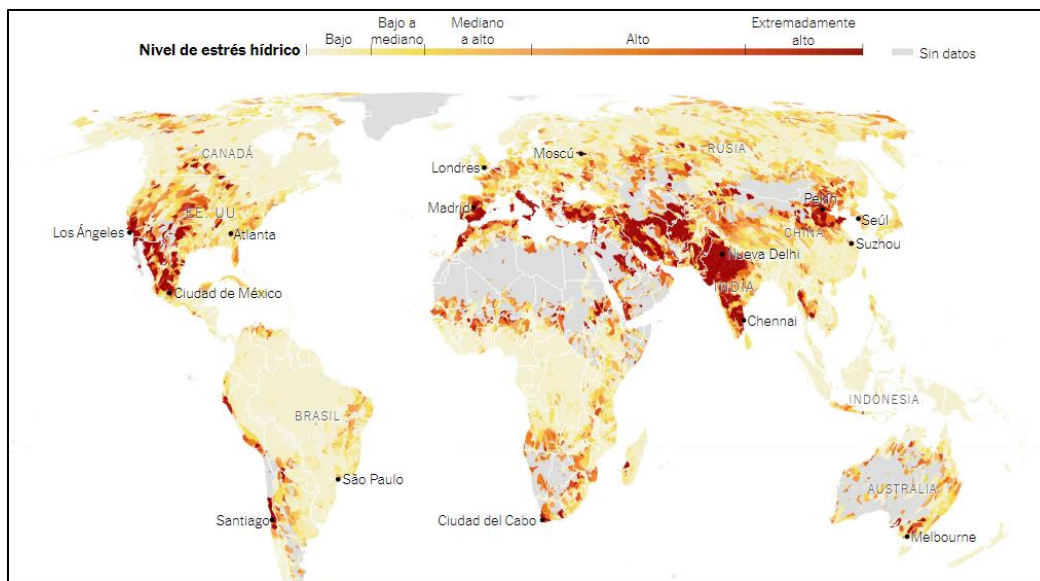 Nivel de estrés hídrico
Bajo
Bajo a
mediano
Mediano
a alto
Alto
Extremadamente
alto
Sin datos
CANADÁ
RUSIA
Moscú
Londres
Madrid
Pekín
EE. UU
Seúl
Los Ángeles
Atlanta
CHINA
Suzhou
Nueva Delhi
INDIA
Ciudad de México
Chennai
INDONESIA
BRASIL
São Paulo
AUSTRALIA
Santiago
Ciudad del Cabo
Melbourne